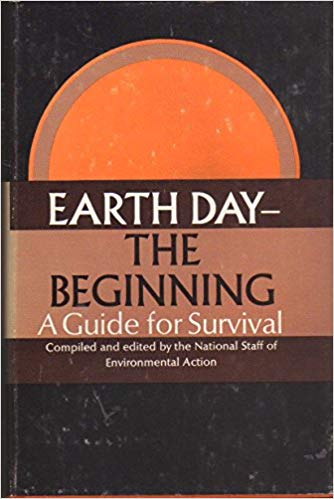 EARTH DAY–
THE
BEGINNING
A Guide for Survival
Compiled and edited by the National Staff of
Environmental Action